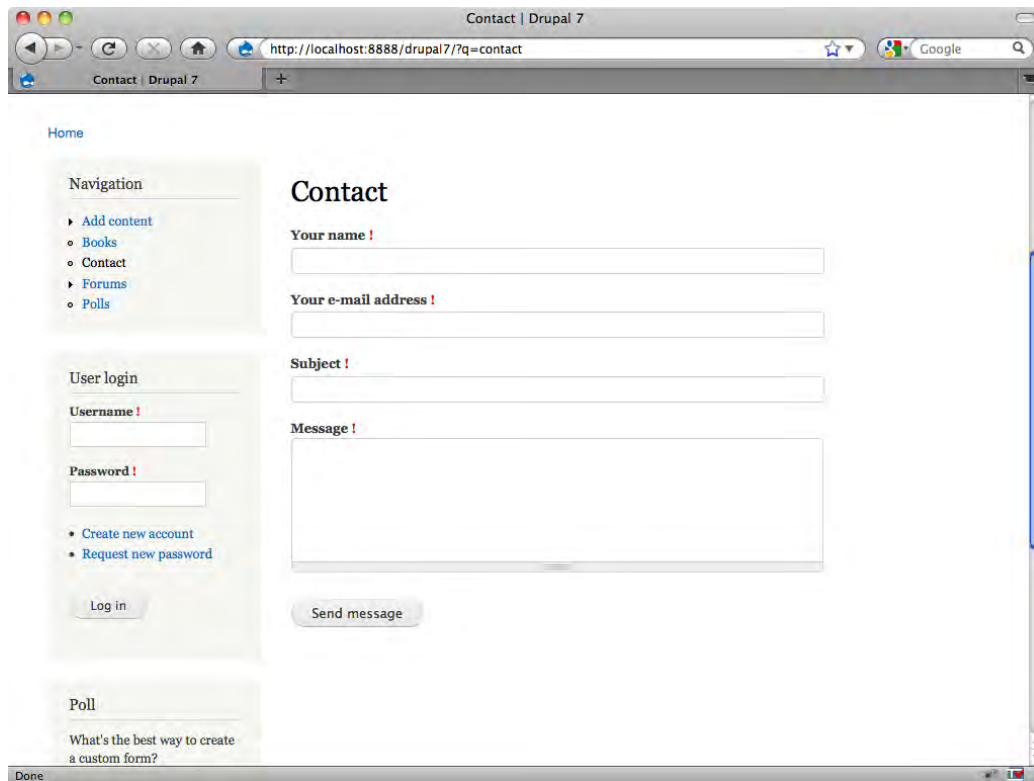 Contact | Drupal 7
http://localhost:8888/drupal7/?q=contact
Google
Contact | Drupal 7
+
Home
Navigation
Add content
Books
Contact
Forums
Polls
User login
Username !
Password !
Create new account
Request new password
Log in
Poll
What's the best way to create
a custom form?
Contact
Your name !
Your e-mail address !
Subject !
Message !
Send message
Done